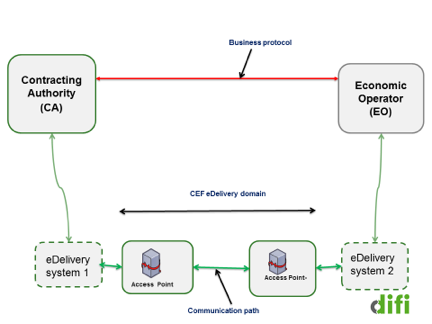 Business protocol
Contracting
Authority
(CA)
Economic
Operator
(EO)
CEF eDelivery domain
eDelivery
system 1
Access Point
Access Point-
eDelivery
system 2
Communication path
difi